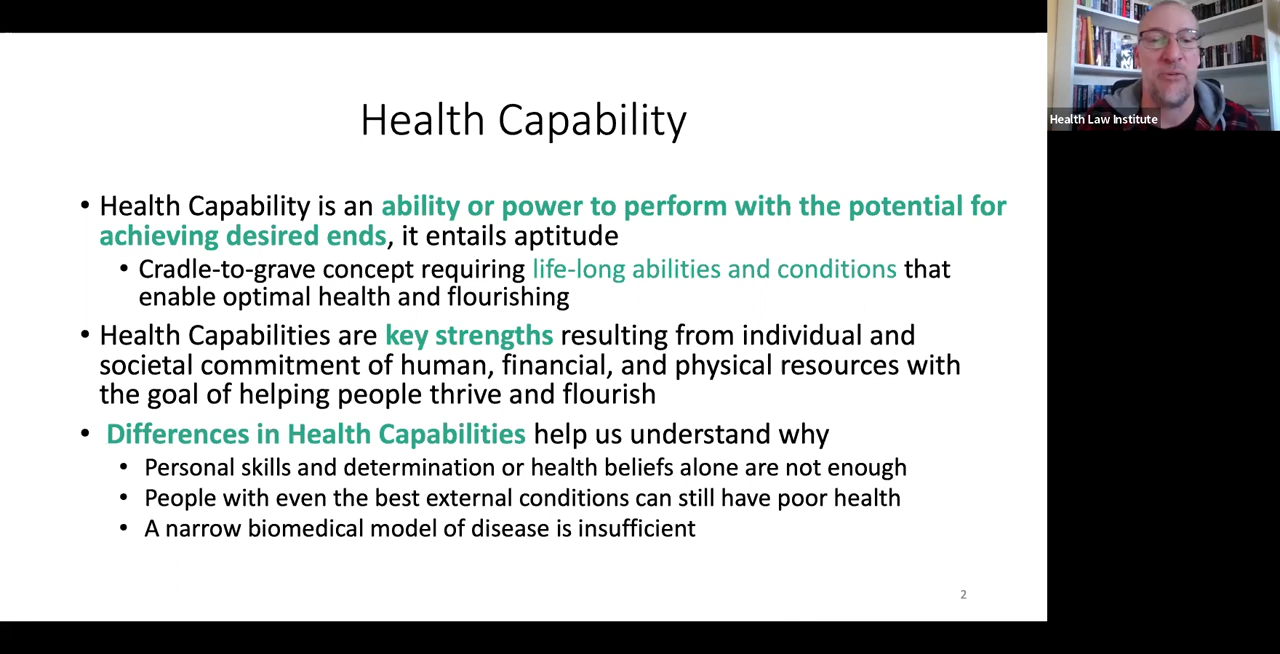 Health Capability
Health Law Institute
• Health Capability is an ability or power to perform with the potential for
achieving desired ends, it entails aptitude
• Cradle-to-grave concept requiring life-long abilities and conditions that
enable optimal health and flourishing
• Health Capabilities are key strengths resulting from individual and
societal commitment of human, financial, and physical resources with
the goal of helping people thrive and flourish
• Differences in Health Capabilities help us understand why
• Personal skills and determination or health beliefs alone are not enough
• People with even the best external conditions can still have poor health
• A narrow biomedical model of disease is insufficient
2